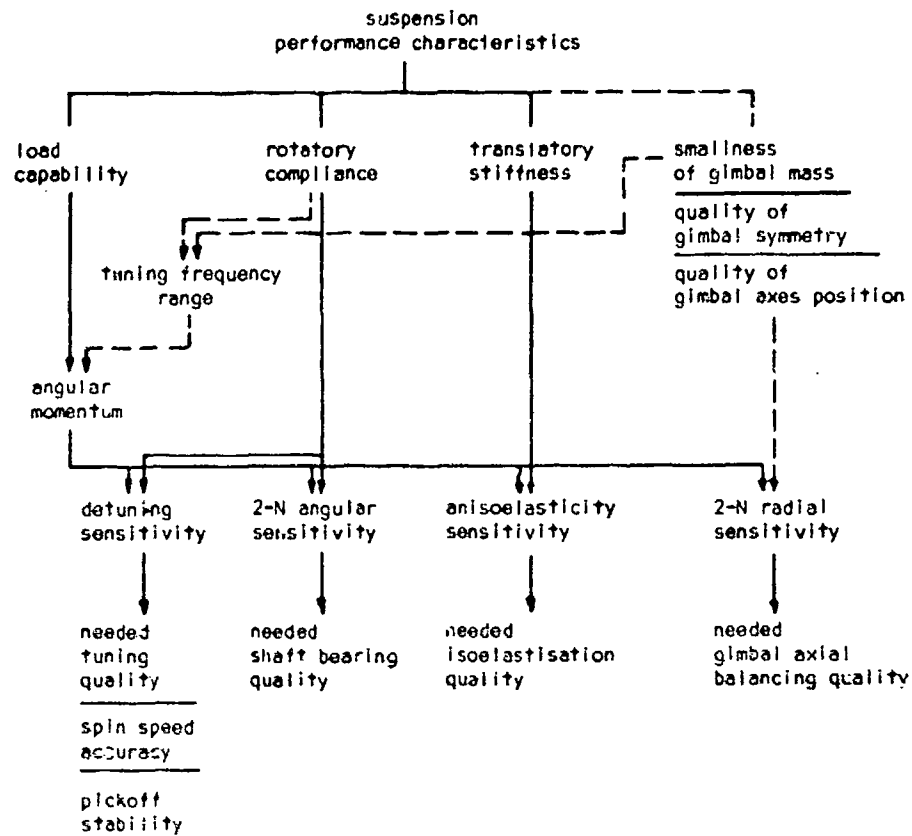 suspension
performance characteristics
load
capability
rotatory
compliance
translatory
stiffness
smallness
of gimbal mass
quality of
gimbal symmetry
quality of
gimbal axes position
tuning frequency
range
angular
momentum
detuning
sensitivity
2-N angular
sensitivity
anisoelasticity
sensitivity
2-N radial
sensitivity
needed
tuning
quality
spin speed
accuracy
pickoff
stability
needed
shaft bearing
quality
needed
isoelastisation
quality
needed
gimbal axial
balancing quality